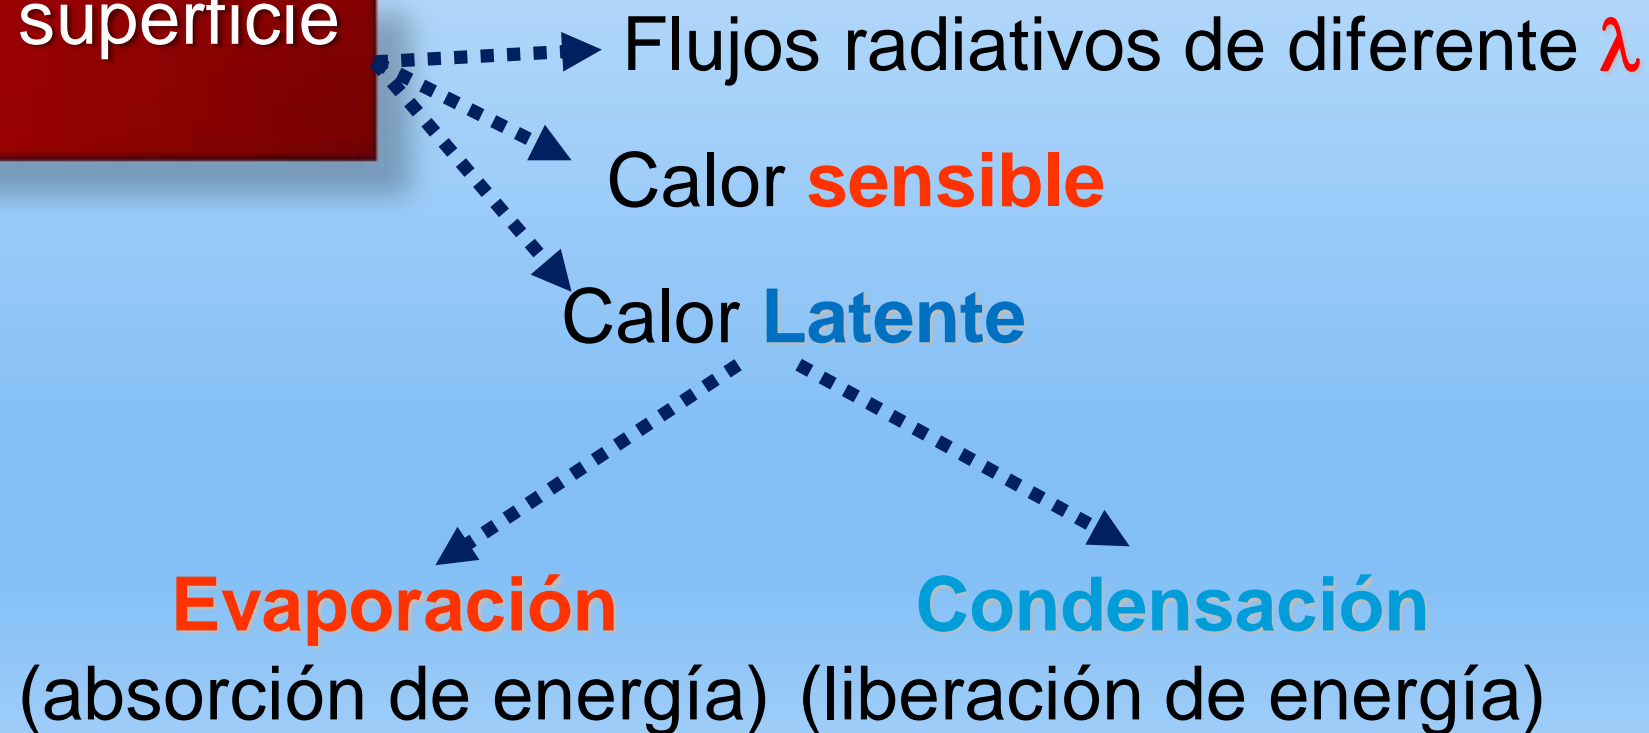 superficie
Flujos radiativos de diferente λ
Calor sensible
Calor Latente
Evaporación Condensación
(absorción de energía) (liberación de energía)